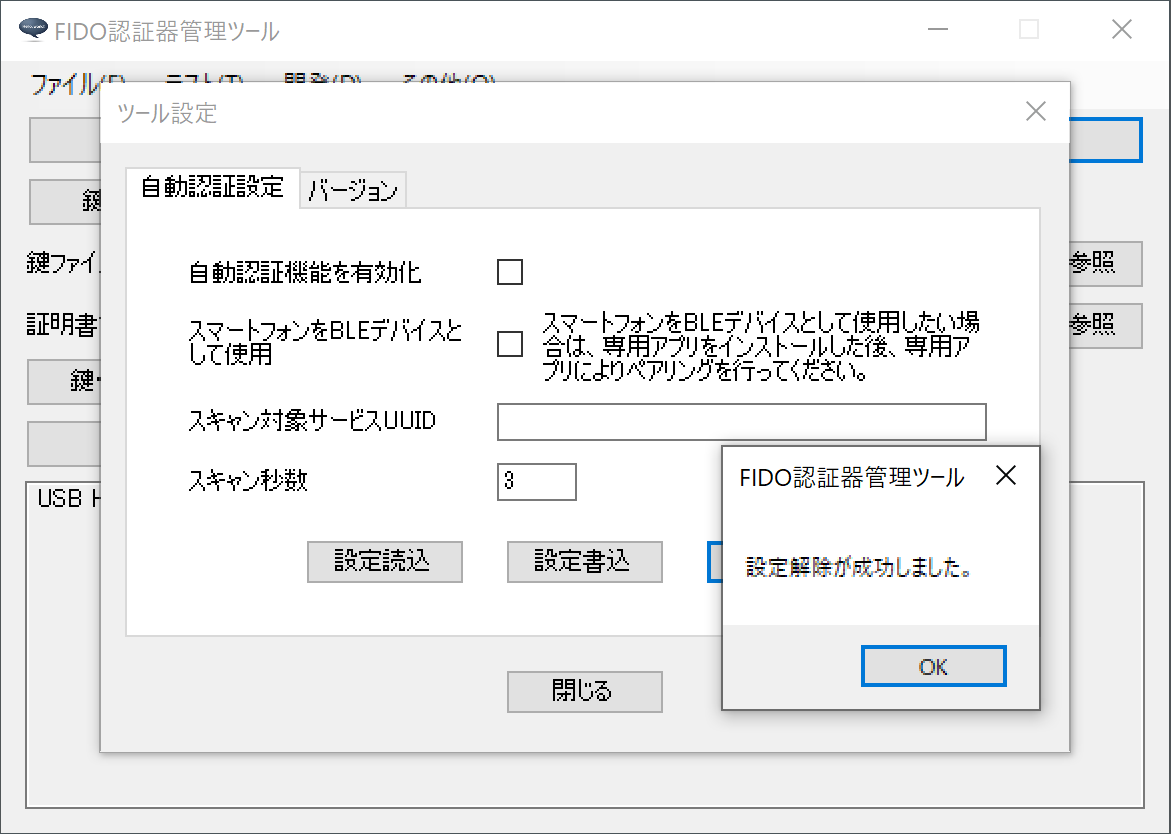 FIDO認証器管理ツール
ツール設定
自動認証設定
バージョン
自動認証機能を有効化
スマートフォンをBLEデバイスと
して使用
スマートフォンをBLEデバイスとして使用したい場
合は、専用アプリをインストールした後、専用ア
プリによりペアリングを行ってください。
スキャン対象サービスUUID
スキャン秒数
3
設定読込
設定書込
閉じる
FIDO認証器管理ツール
設定解除が成功しました。
OK
ファイル(F)
テスト(T)
開発(D)
その他(O)
鍵
鍵ファイ
参照
証明書
参照
鍵・
USB H